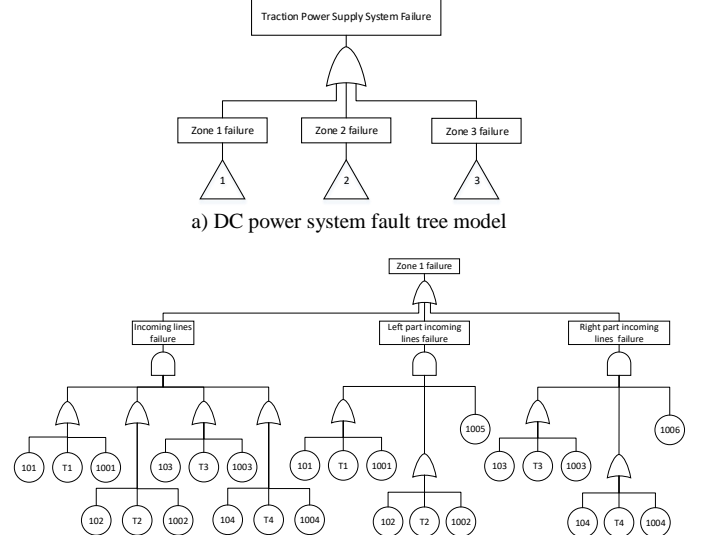 Traction Power Supply System Failure
Zone 1 failure
Zone 2 failure
Zone 3 failure
1
2
3
a) DC power system fault tree model
Zone 1 failure
Incoming lines
failure
Left part incoming
lines failure
Right part incoming
lines failure
1005
1006
101
T1
1001
103
T3
1003
101
T1
1001
103
T3
1003
102
T2
1002
104
T4
1004
102
T2
1002
104
T4
1004